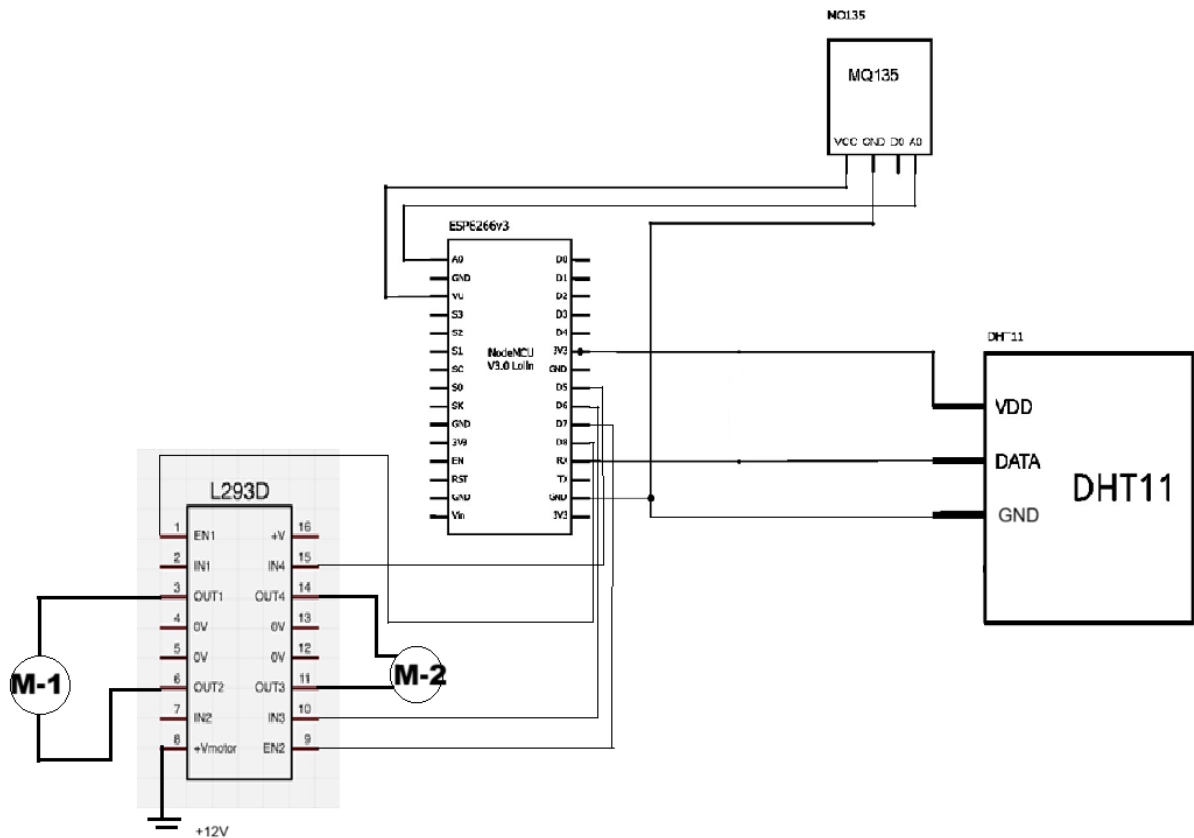 MQ135
MQ135
VCC GND D0 A0
ESP8266v3
A0 D0
GND D1
VU D2
S3 D3
S2 D4
S1 3V3
SC GND
S0 D5
SK D6
GND D7
3V3 D8
EN RX
RST TX
GND GND
Vin 3V3
NodeMCU
V3.0 Lolin
DHT11
VDD
DATA
DHT11
GND
L293D
1 EN1 +V 16
2 IN1 IN4 15
3 OUT1 OUT4 14
4 0V 0V 13
5 0V 0V 12
6 OUT2 OUT3 11
7 IN2 IN3 10
8 +Vmotor EN2 9
M-1
M-2
+12V